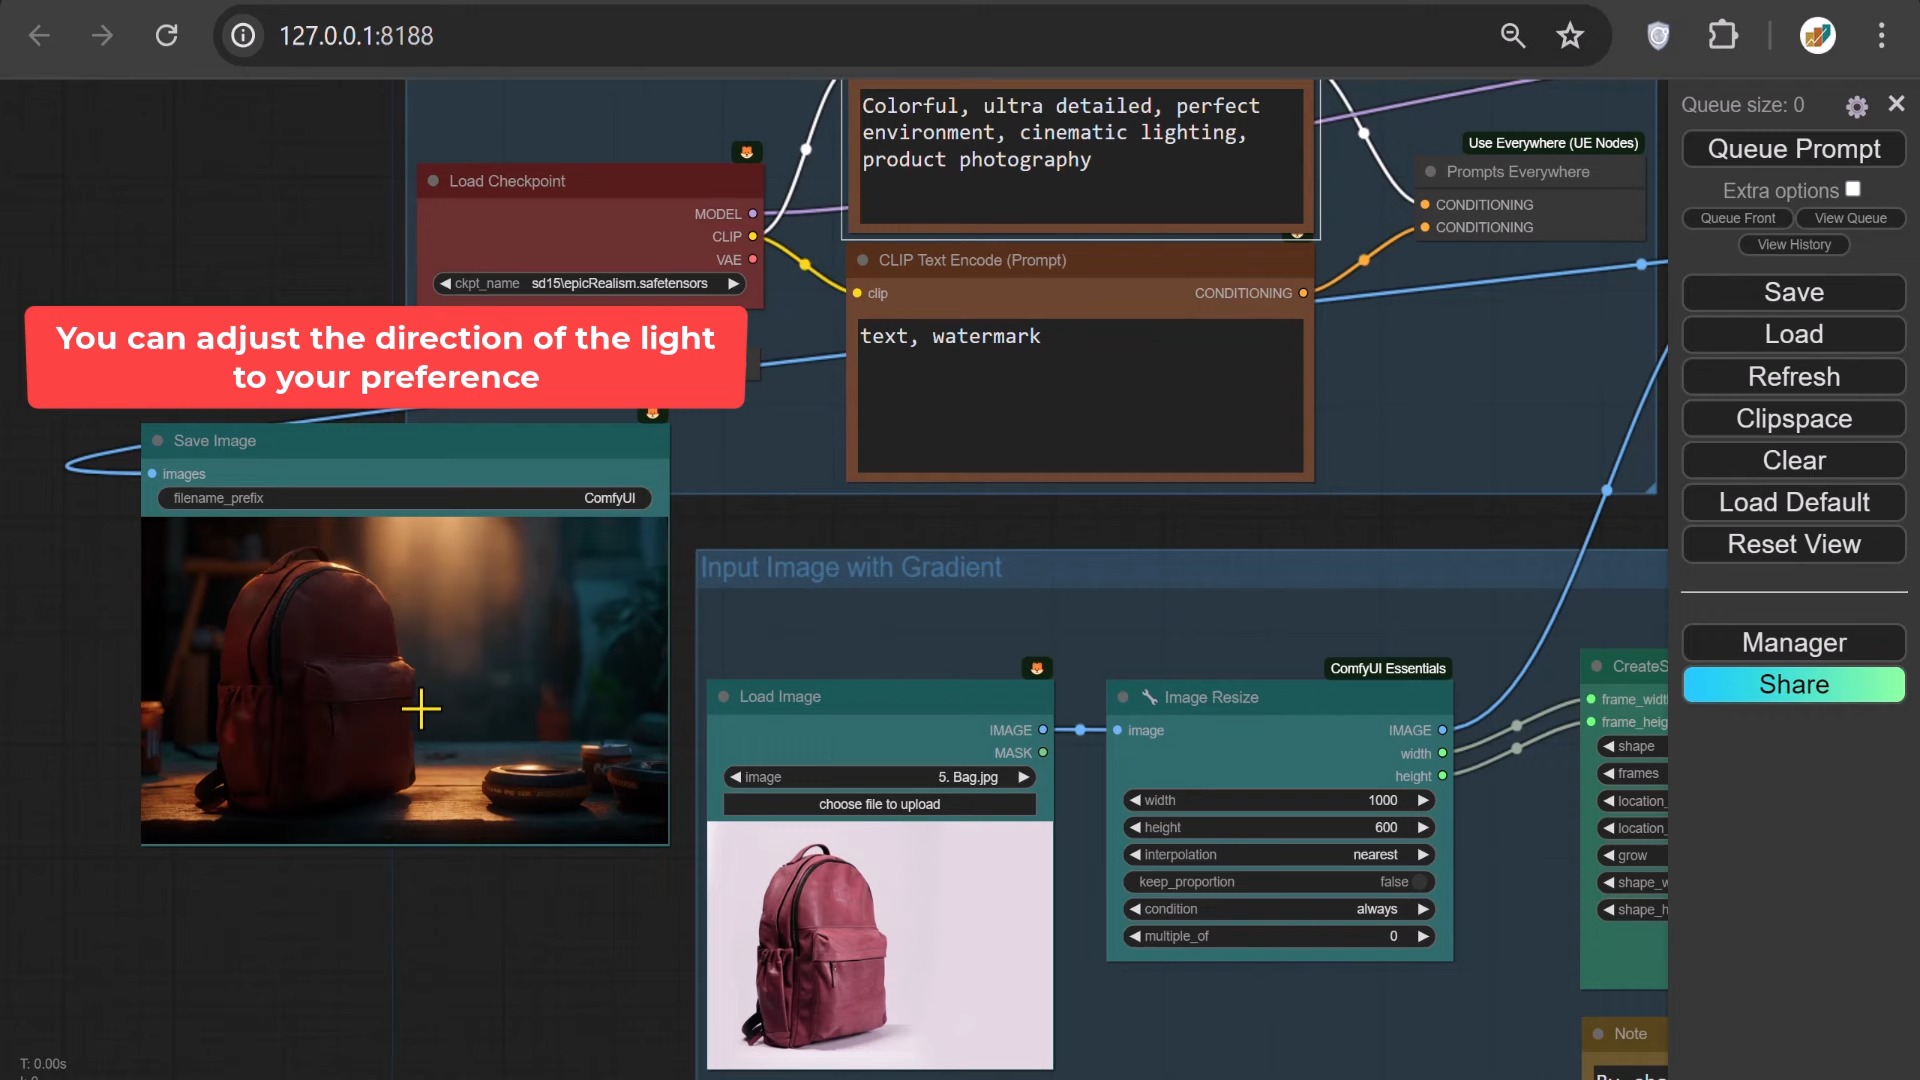 127.0.0.1:8188
Colorful, ultra detailed, perfect
environment, cinematic lighting,
product photography
Load Checkpoint
MODEL
CLIP
VAE
ckpt_name sd15\epicRealism.safetensors
Use Everywhere (UE Nodes)
Prompts Everywhere
CONDITIONING
CONDITIONING
CLIP Text Encode (Prompt)
clip CONDITIONING
text, watermark
You can adjust the direction of the light
to your preference
Save Image
images
filename_prefix ComfyUI
Input Image with Gradient
Load Image
IMAGE
MASK
image 5. Bag.jpg
choose file to upload
ComfyUI Essentials
Image Resize
image IMAGE
width
height
width 1000
height 600
interpolation nearest
keep_proportion false
condition always
multiple_of 0
CreateS
frame_widt
frame_heig
shape
frames
location_
location_
grow
shape_w
shape_h
Note
Queue size: 0
Queue Prompt
Extra options
Queue Front View Queue
View History
Save
Load
Refresh
Clipspace
Clear
Load Default
Reset View
Manager
Share
T: 0.00s